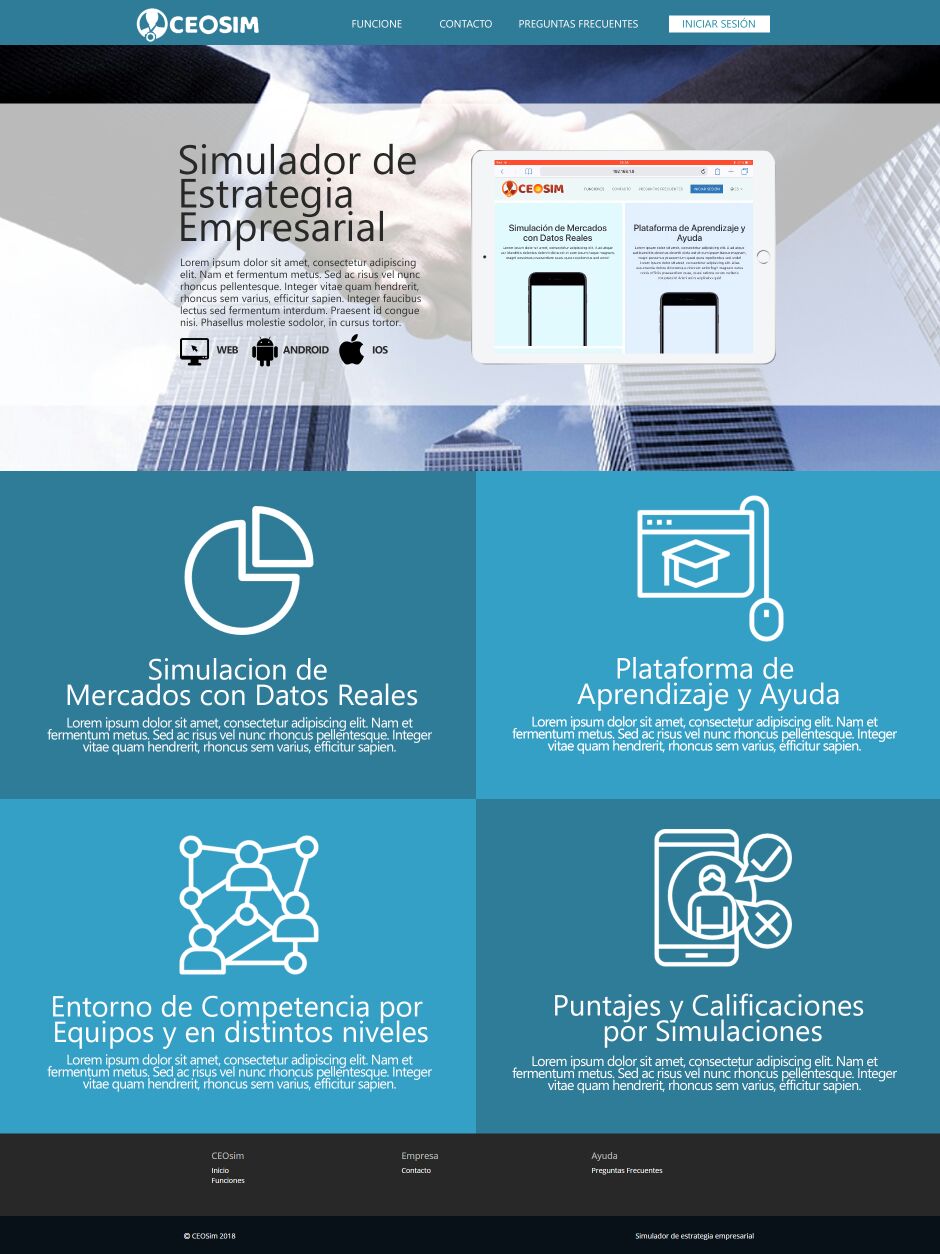 CEOSIM
FUNCIONE CONTACTO PREGUNTAS FRECUENTES INICIAR SESIÓN
Simulador de
Estrategia
Empresarial
Lorem ipsum dolor sit amet, consectetur adipiscing
elit. Nam et fermentum metus. Sed ac risus vel nunc
rhoncus pellentesque. Integer vitae quam hendrerit,
rhoncus sem varius, efficitur sapien. Integer faucibus
lectus sed fermentum interdum. Praesent id congue
nisi. Phasellus molestie sodolor, in cursus tortor.
WEB ANDROID IOS
CEOSIM
FUNCIONES CONTACTO PREGUNTAS FRECUENTES INICIAR SESIÓN
Simulación de Mercados
con Datos Reales
Plataforma de Aprendizaje y
Ayuda
Simulacion de
Mercados con Datos Reales
Lorem ipsum dolor sit amet, consectetur adipiscing elit. Nam et
fermentum metus. Sed ac risus vel nunc rhoncus pellentesque. Integer
vitae quam hendrerit, rhoncus sem varius, efficitur sapien.
Plataforma de
Aprendizaje y Ayuda
Lorem ipsum dolor sit amet, consectetur adipiscing elit. Nam et
fermentum metus. Sed ac risus vel nunc rhoncus pellentesque. Integer
vitae quam hendrerit, rhoncus sem varius, efficitur sapien.
Entorno de Competencia por
Equipos y en distintos niveles
Lorem ipsum dolor sit amet, consectetur adipiscing elit. Nam et
fermentum metus. Sed ac risus vel nunc rhoncus pellentesque. Integer
vitae quam hendrerit, rhoncus sem varius, efficitur sapien.
Puntajes y Calificaciones
por Simulaciones
Lorem ipsum dolor sit amet, consectetur adipiscing elit. Nam et
fermentum metus. Sed ac risus vel nunc rhoncus pellentesque. Integer
vitae quam hendrerit, rhoncus sem varius, efficitur sapien.
CEOsim
Inicio
Funciones
Empresa
Contacto
Ayuda
Preguntas Frecuentes
© CEOSim 2018
Simulador de estrategia empresarial